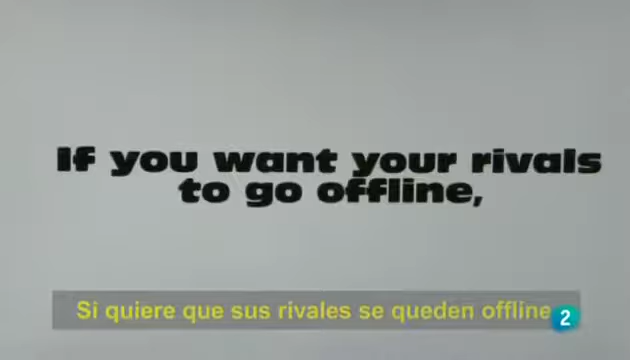 If you want your rivals
to go offline,
Si quiere que sus rivales se queden offline
2